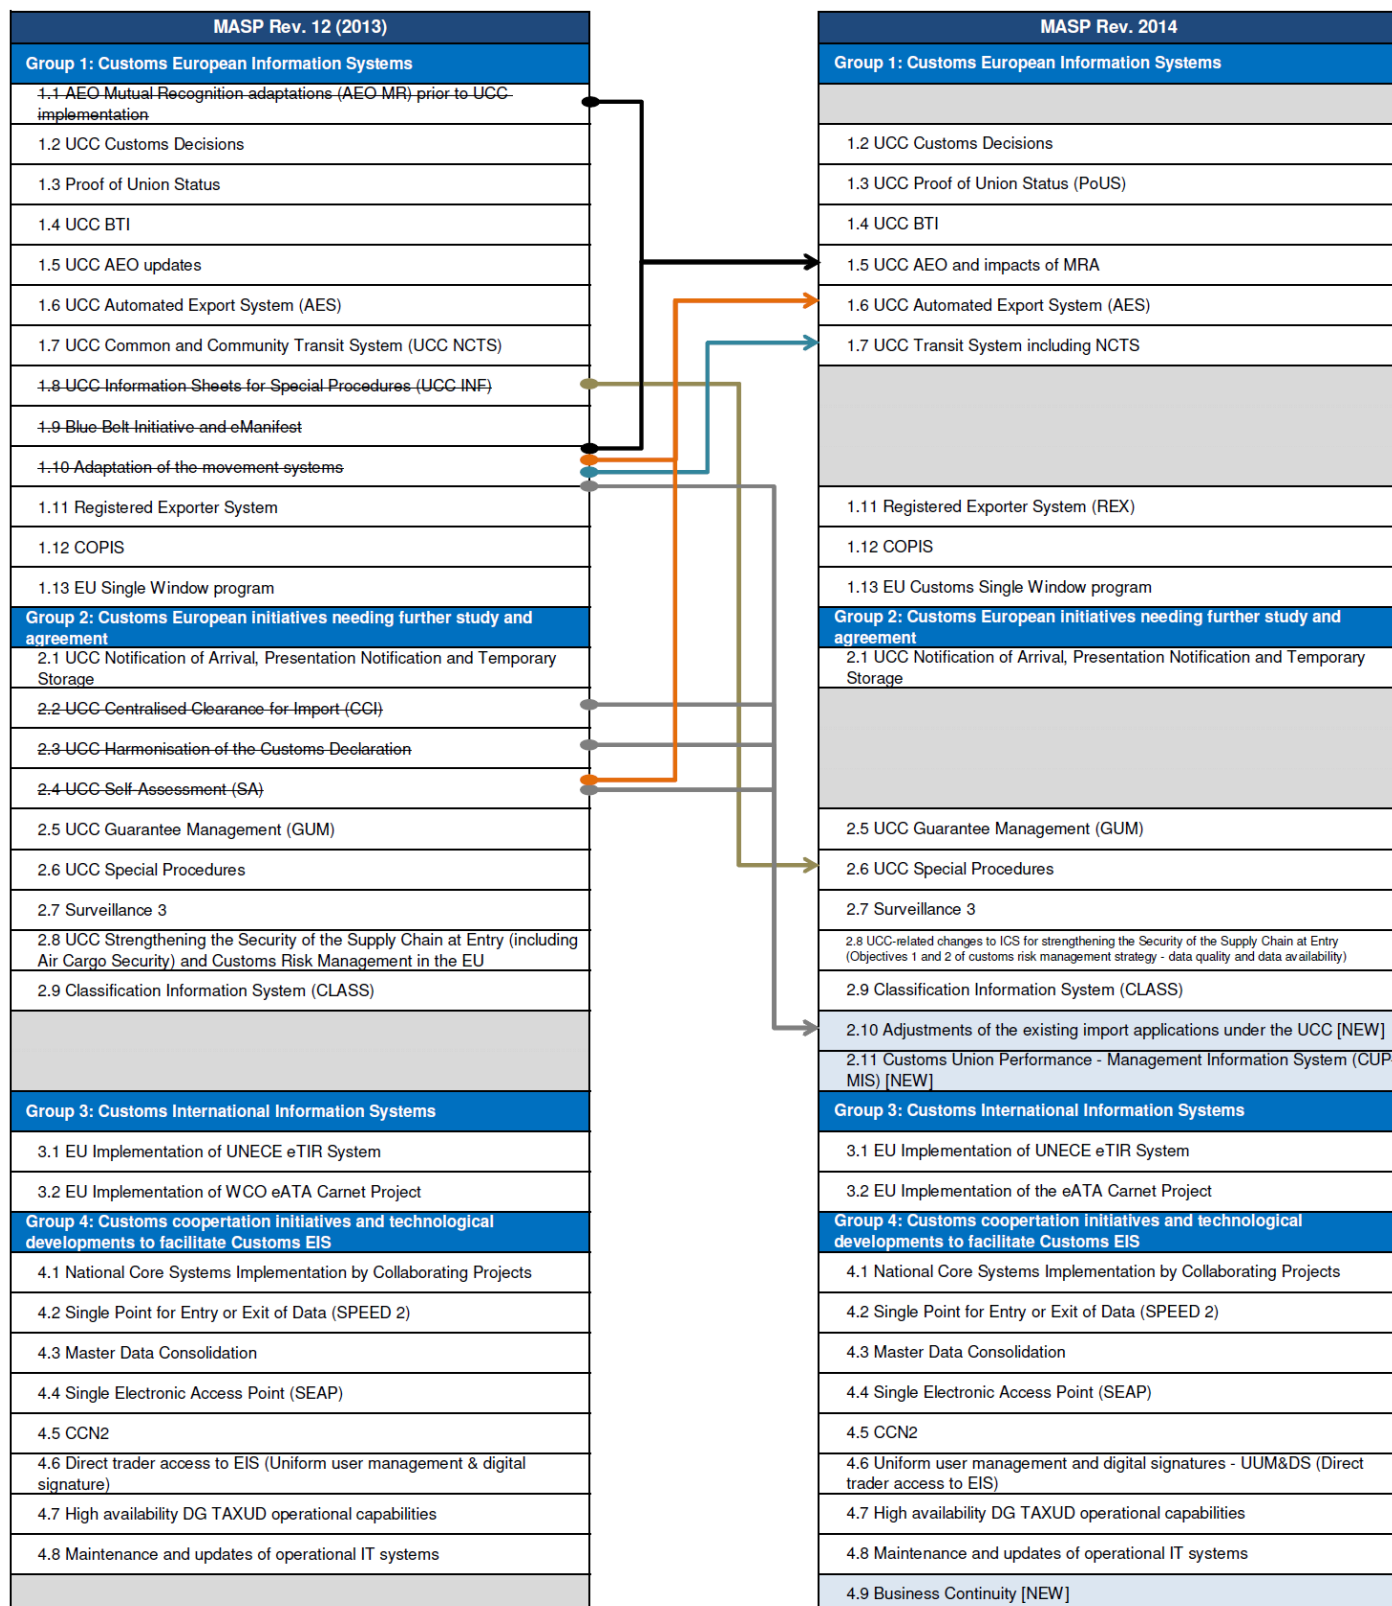 MASP Rev. 12 (2013)
Group 1: Customs European Information Systems
1.1 AEO Mutual Recognition adaptations (AEO MR) prior to UCC
implementation
1.2 UCC Customs Decisions
1.3 Proof of Union Status
1.4 UCC BTI
1.5 UCC AEO updates
1.6 UCC Automated Export System (AES)
1.7 UCC Common and Community Transit System (UCC NCTS)
1.8 UCC Information Sheets for Special Procedures (UCC INF)
1.9 Blue Belt Initiative and eManifest
1.10 Adaptation of the movement systems
1.11 Registered Exporter System
1.12 COPIS
1.13 EU Single Window program
Group 2: Customs European initiatives needing further study and
agreement
2.1 UCC Notification of Arrival, Presentation Notification and Temporary
Storage
2.2 UCC Centralised Clearance for Import (CCI)
2.3 UCC Harmonisation of the Customs Declaration
2.4 UCC Self-Assessment (SA)
2.5 UCC Guarantee Management (GUM)
2.6 UCC Special Procedures
2.7 Surveillance 3
2.8 UCC Strengthening the Security of the Supply Chain at Entry (including
Air Cargo Security) and Customs Risk Management in the EU
2.9 Classification Information System (CLASS)
Group 3: Customs International Information Systems
3.1 EU Implementation of UNECE eTIR System
3.2 EU Implementation of WCO eATA Carnet Project
Group 4: Customs coopertation initiatives and technological
developments to facilitate Customs EIS
4.1 National Core Systems Implementation by Collaborating Projects
4.2 Single Point for Entry or Exit of Data (SPEED 2)
4.3 Master Data Consolidation
4.4 Single Electronic Access Point (SEAP)
4.5 CCN2
4.6 Direct trader access to EIS (Uniform user management & digital
signature)
4.7 High availability DG TAXUD operational capabilities
4.8 Maintenance and updates of operational IT systems
MASP Rev. 2014
Group 1: Customs European Information Systems
1.2 UCC Customs Decisions
1.3 UCC Proof of Union Status (PoUS)
1.4 UCC BTI
1.5 UCC AEO and impacts of MRA
1.6 UCC Automated Export System (AES)
1.7 UCC Transit System including NCTS
1.11 Registered Exporter System (REX)
1.12 COPIS
1.13 EU Customs Single Window program
Group 2: Customs European initiatives needing further study and
agreement
2.1 UCC Notification of Arrival, Presentation Notification and Temporary
Storage
2.5 UCC Guarantee Management (GUM)
2.6 UCC Special Procedures
2.7 Surveillance 3
2.8 UCC-related changes to ICS for strengthening the Security of the Supply Chain at Entry
(Objectives 1 and 2 of customs risk management strategy - data quality and data availability)
2.9 Classification Information System (CLASS)
2.10 Adjustments of the existing import applications under the UCC [NEW]
2.11 Customs Union Performance - Management Information System (CUP-
MIS) [NEW]
Group 3: Customs International Information Systems
3.1 EU Implementation of UNECE eTIR System
3.2 EU Implementation of the eATA Carnet Project
Group 4: Customs coopertation initiatives and technological
developments to facilitate Customs EIS
4.1 National Core Systems Implementation by Collaborating Projects
4.2 Single Point for Entry or Exit of Data (SPEED 2)
4.3 Master Data Consolidation
4.4 Single Electronic Access Point (SEAP)
4.5 CCN2
4.6 Uniform user management and digital signatures - UUM&DS (Direct
trader access to EIS)
4.7 High availability DG TAXUD operational capabilities
4.8 Maintenance and updates of operational IT systems
4.9 Business Continuity [NEW]